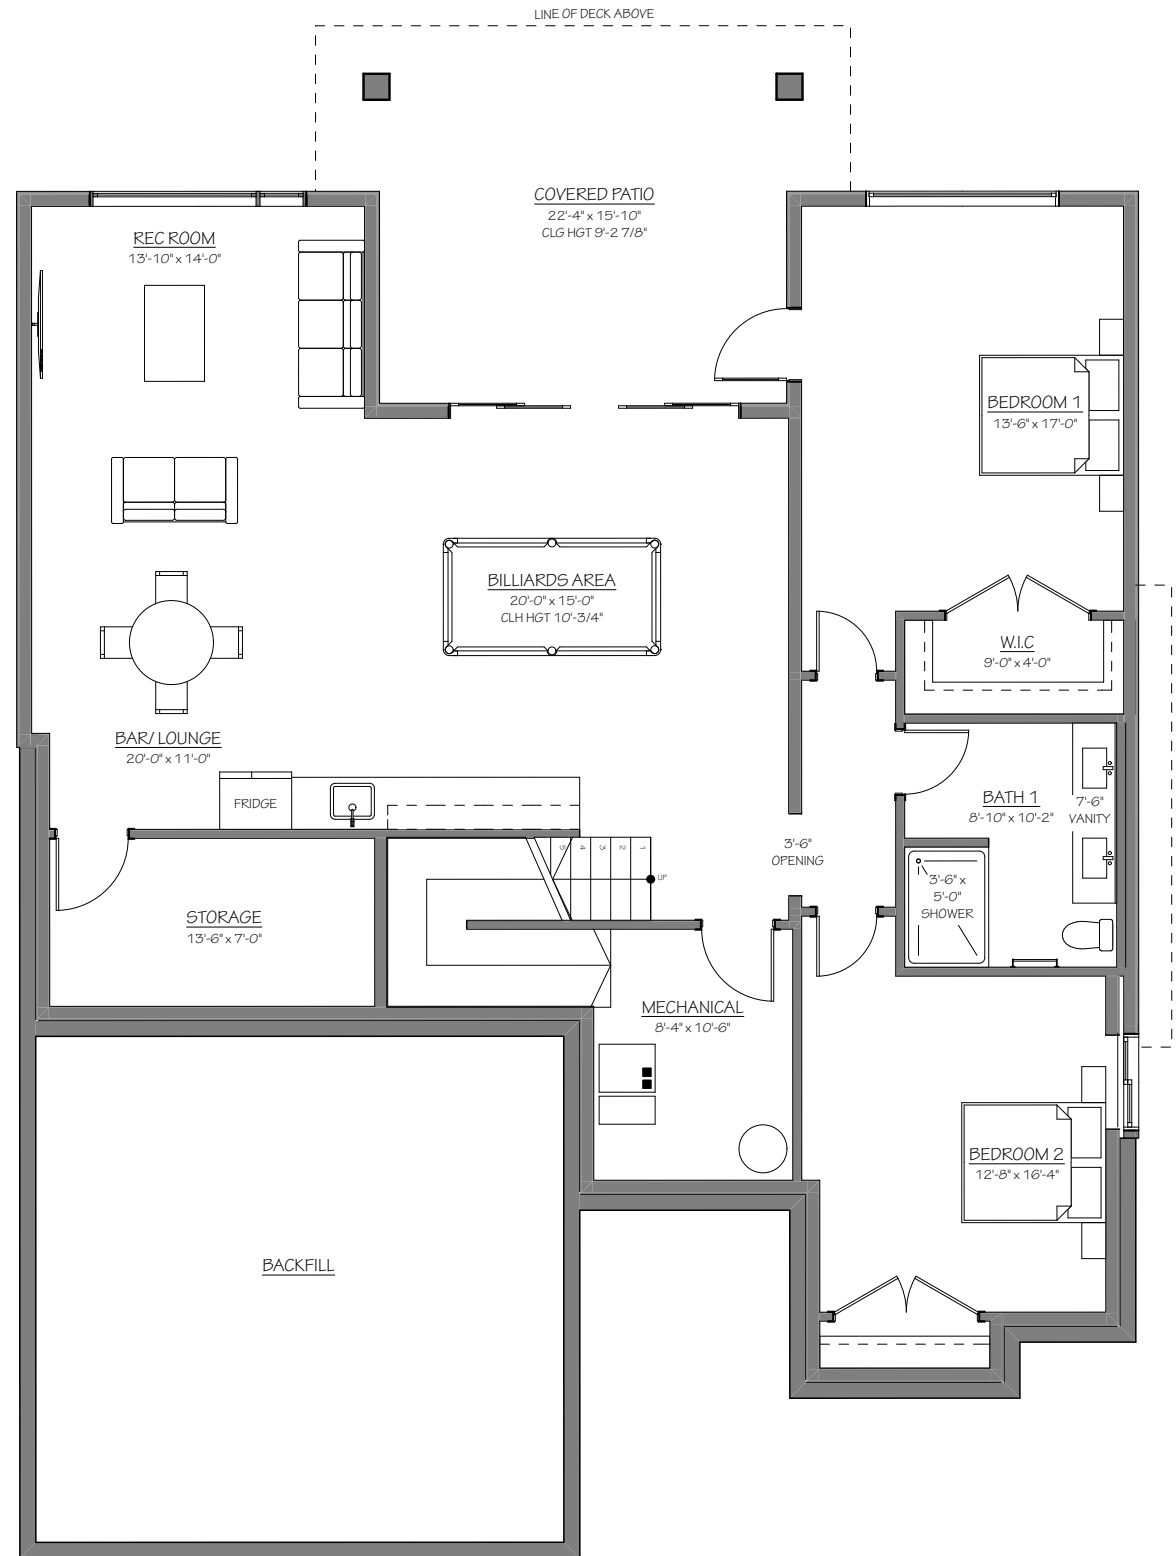 LINE OF DECK ABOVE
COVERED PATIO
22'-4" x 15'-10"
CLG HGT 9'-2 7/8"
REC ROOM
13'-10" x 14'-0"
BEDROOM 1
13'-6" x 17'-0"
BILLIARDS AREA
20'-0" x 15'-0"
CLH HGT 10'-3/4"
W.I.C
9'-0" x 4'-0"
BAR/ LOUNGE
20'-0" x 11'-0"
FRIDGE
BATH 1
8'-10" x 10'-2"
7'-6"
VANITY
3'-6"
OPENING
5 4 3 2 1
UP
3'-6" x
5'-0"
SHOWER
STORAGE
13'-6" x 7'-0"
MECHANICAL
8'-4" x 10'-6"
BEDROOM 2
12'-8" x 16'-4"
BACKFILL